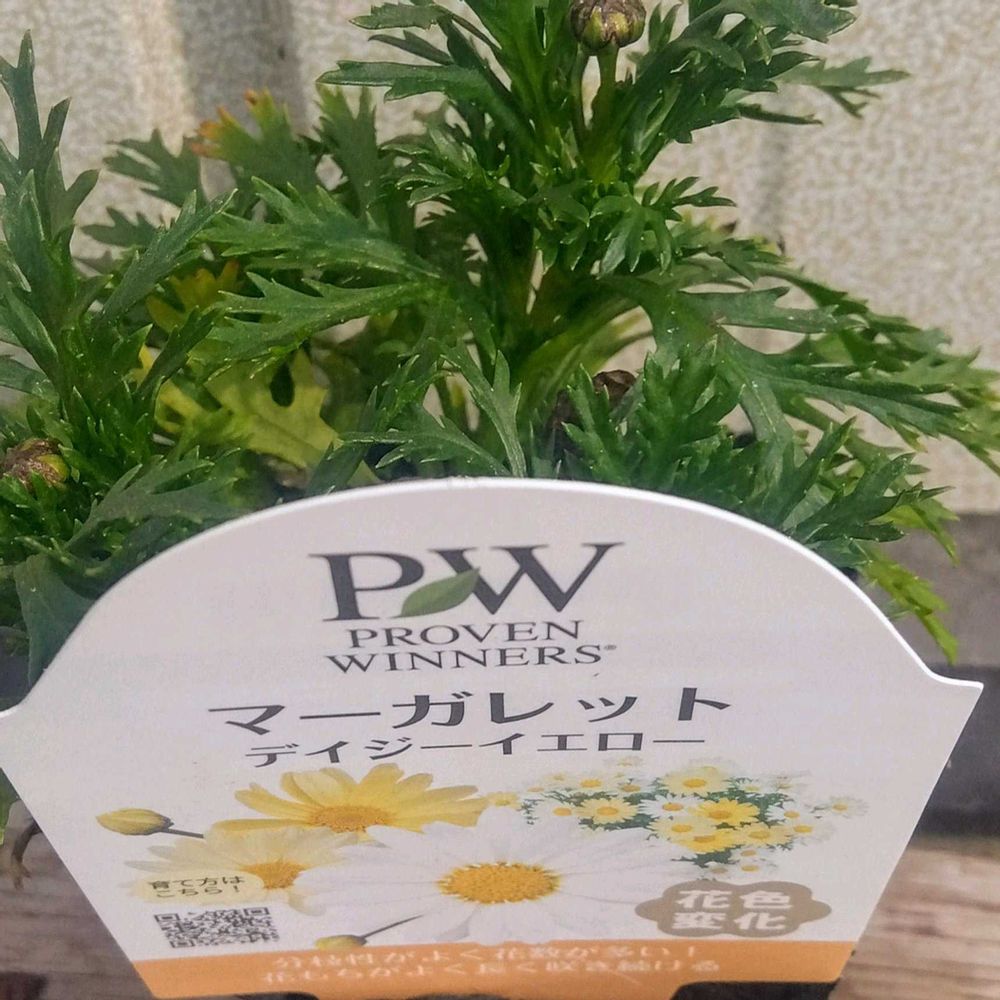 PW
PROVEN
WINNERS®
マーガレット
デイジーイエロー
育て方は
こちら！
花色
変化
分枝性がよく花数が多い！
花もちがよく長く咲き続ける